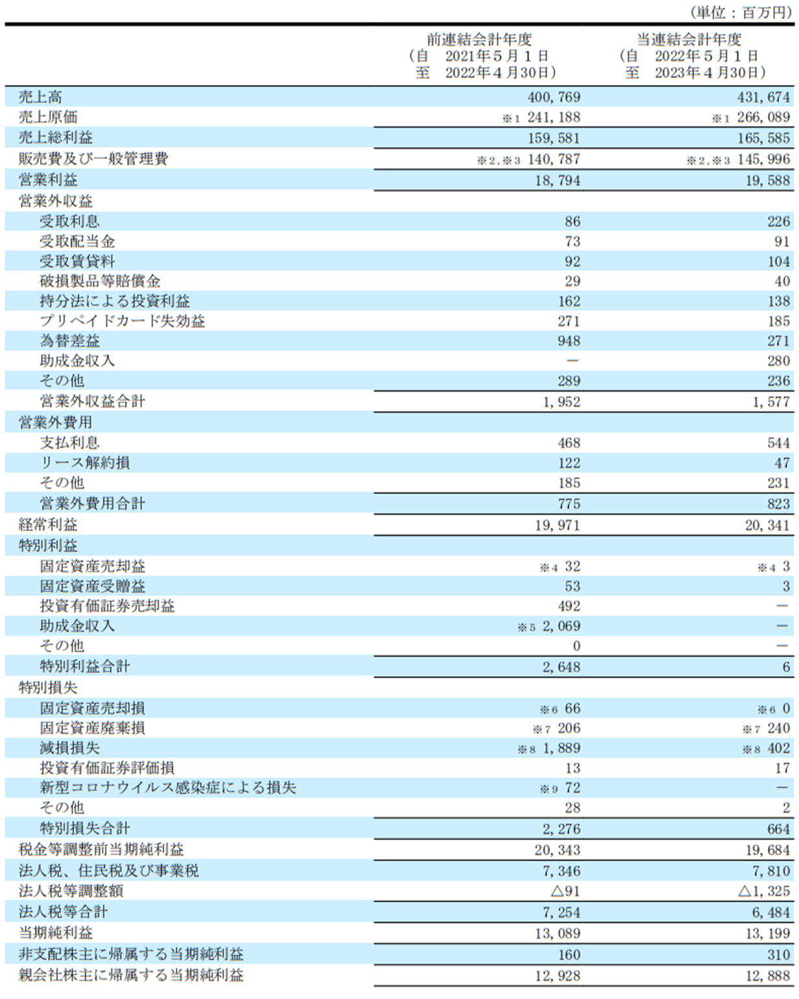 (単位:百万円)
前連結会計年度 当連結会計年度
(自 2021年5月1日 (自 2022年5月1日
至 2022年4月30日) 至 2023年4月30日)
売上高 400,769 431,674
売上原価 ※1 241,188 ※1 266,089
売上総利益 159,581 165,585
販売費及び一般管理費 ※2,※3 140,787 ※2,※3 145,996
営業利益 18,794 19,588
営業外収益
受取利息 86 226
受取配当金 73 91
受取賃貸料 92 104
破損製品等賠償金 29 40
持分法による投資利益 162 138
プリペイドカード失効益 271 185
為替差益 948 271
助成金収入 － 280
その他 289 236
営業外収益合計 1,952 1,577
営業外費用
支払利息 468 544
リース解約損 122 47
その他 185 231
営業外費用合計 775 823
経常利益 19,971 20,341
特別利益
固定資産売却益 ※4 32 ※4 3
固定資産受贈益 53 3
投資有価証券売却益 492 －
助成金収入 ※5 2,069 －
その他 0 －
特別利益合計 2,648 6
特別損失
固定資産売却損 ※6 66 ※6 0
固定資産廃棄損 ※7 206 ※7 240
減損損失 ※8 1,889 ※8 402
投資有価証券評価損 13 17
新型コロナウイルス感染症による損失 ※9 72 －
その他 28 2
特別損失合計 2,276 664
税金等調整前当期純利益 20,343 19,684
法人税、住民税及び事業税 7,346 7,810
法人税等調整額 △91 △1,325
法人税等合計 7,254 6,484
当期純利益 13,089 13,199
非支配株主に帰属する当期純利益 160 310
親会社株主に帰属する当期純利益 12,928 12,888